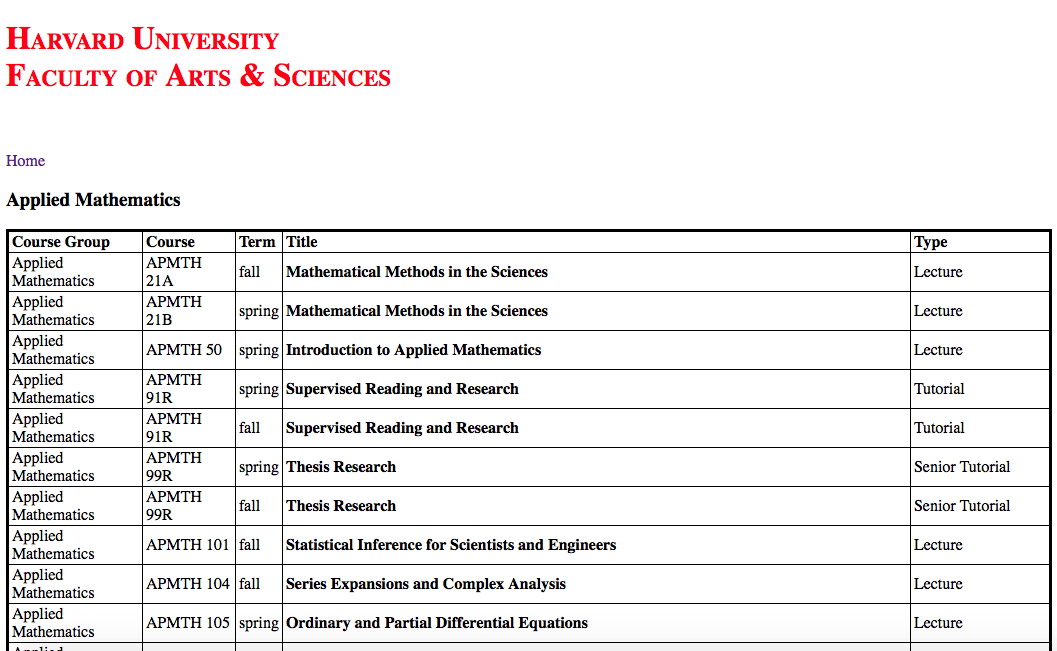 HARVARD UNIVERSITY
FACULTY OF ARTS & SCIENCES
Home
Applied Mathematics
Course Group Course Term Title Type
Applied Mathematics APMTH 21A fall Mathematical Methods in the Sciences Lecture
Applied Mathematics APMTH 21B spring Mathematical Methods in the Sciences Lecture
Applied Mathematics APMTH 50 spring Introduction to Applied Mathematics Lecture
Applied Mathematics APMTH 91R spring Supervised Reading and Research Tutorial
Applied Mathematics APMTH 91R fall Supervised Reading and Research Tutorial
Applied Mathematics APMTH 99R spring Thesis Research Senior Tutorial
Applied Mathematics APMTH 99R fall Thesis Research Senior Tutorial
Applied Mathematics APMTH 101 fall Statistical Inference for Scientists and Engineers Lecture
Applied Mathematics APMTH 104 fall Series Expansions and Complex Analysis Lecture
Applied Mathematics APMTH 105 spring Ordinary and Partial Differential Equations Lecture